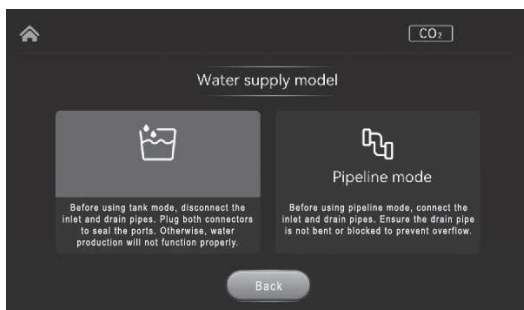 CO₂
Water supply model
Before using tank mode, disconnect the
inlet and drain pipes. Plug both connectors
to seal the ports. Otherwise, water
production will not function properly.
Pipeline mode
Before using pipeline mode, connect the
inlet and drain pipes. Ensure the drain pipe
is not bent or blocked to prevent overflow.
Back